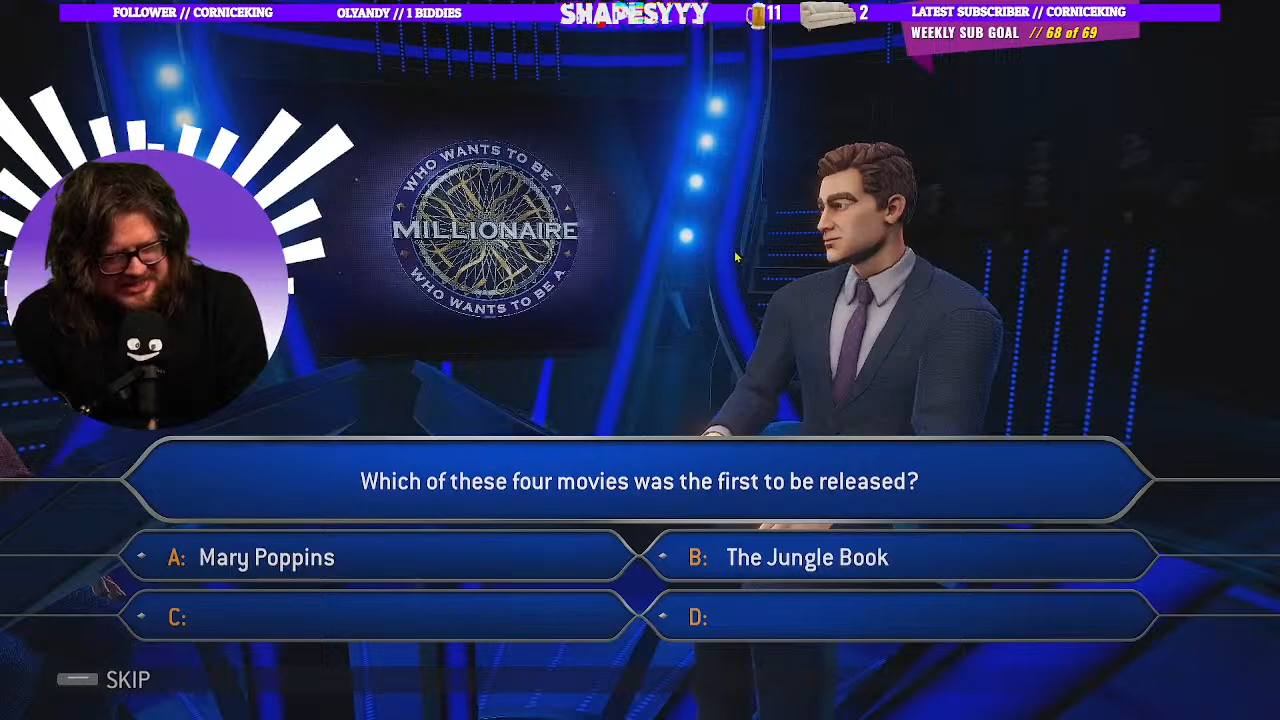 FOLLOWER // CORNICEKING
OLYANDY // 1 BIDDIES
SHAPESYYY
11
2
LATEST SUBSCRIBER // CORNICEKING
WEEKLY SUB GOAL // 68 of 69
WHO WANTS TO BE A
MILLIONAIRE
WHO WANTS TO BE A
Which of these four movies was the first to be released?
A: Mary Poppins
B: The Jungle Book
C:
D:
SKIP